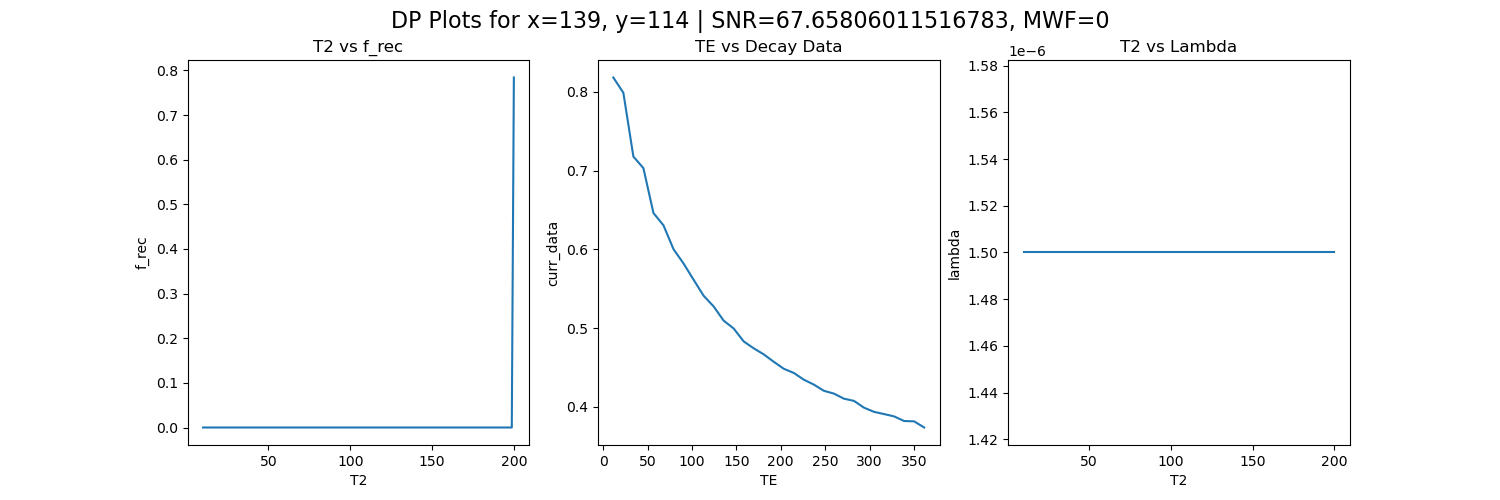 DP Plots for x=139, y=114 | SNR=67.65806011516783, MWF=0
T2 vs f_rec
0.8
0.7
0.6
0.5
0.4
0.3
0.2
0.1
0.0
f_rec
50 100 150 200
T2
TE vs Decay Data
0.8
0.7
0.6
0.5
0.4
curr_data
0 50 100 150 200 250 300 350
TE
T2 vs Lambda
1e−6
1.58
1.56
1.54
1.52
1.50
1.48
1.46
1.44
1.42
lambda
50 100 150 200
T2